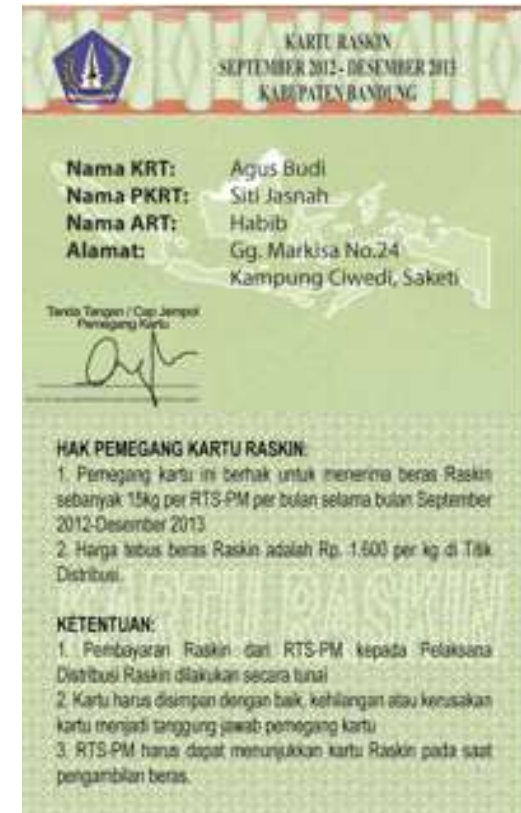 KARTU RASKIN
SEPTEMBER 2012 - DESEMBER 2013
KABUPATEN BANDUNG
Nama KRT: Agus Budi
Nama PKRT: Siti Jasnah
Nama ART: Habib
Alamat: Gg. Markisa No.24
Kampung Ciwedi, Saketi
Tanda Tangan / Cap Jempol
Pemegang Kartu
HAK PEMEGANG KARTU RASKIN:
1. Pemegang kartu ini berhak untuk menerima beras Raskin
sebanyak 15kg per RTS-PM per bulan selama bulan September
2012-Desember 2013
2. Harga tebus beras Raskin adalah Rp. 1.600 per kg di Titik
Distribusi.
KARTU RASKIN
KETENTUAN:
1. Pembayaran Raskin dari RTS-PM kepada Pelaksana
Distribusi Raskin dilakukan secara tunai
2. Kartu harus disimpan dengan baik, kehilangan atau kerusakan
kartu menjadi tanggung jawab pemegang kartu
3. RTS-PM harus dapat menunjukkan kartu Raskin pada saat
pengambilan beras.